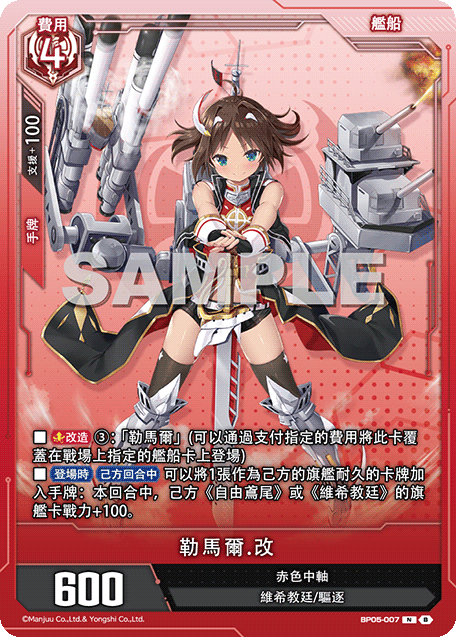 費用
4
艦船
支援+100
手牌
SAMPLE
■ 改造 ③：「勒馬爾」(可以通過支付指定的費用將此卡覆
蓋在戰場上指定的艦船卡上登場)
■ 登場時 己方回合中 可以將1張作為己方的旗艦耐久的卡牌加
入手牌：本回合中，己方《自由鳶尾》或《維希教廷》的旗
艦卡戰力+100。
勒馬爾.改
600
赤色中軸
維希教廷/驅逐
©Manjuu Co.,Ltd.& Yongshi Co.,Ltd.
BP05-007 N B